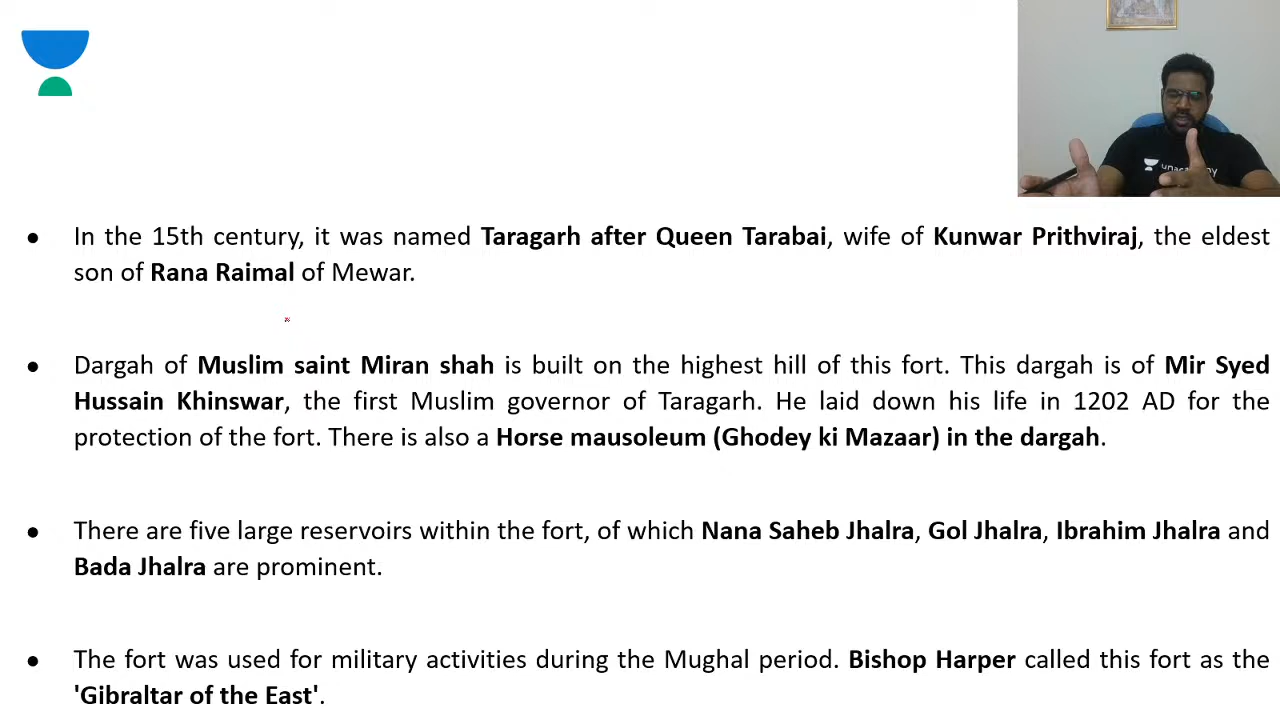 unacademy
● In the 15th century, it was named Taragarh after Queen Tarabai, wife of Kunwar Prithviraj, the eldest
son of Rana Raimal of Mewar.
● Dargah of Muslim saint Miran shah is built on the highest hill of this fort. This dargah is of Mir Syed
Hussain Khinswar, the first Muslim governor of Taragarh. He laid down his life in 1202 AD for the
protection of the fort. There is also a Horse mausoleum (Ghodey ki Mazaar) in the dargah.
● There are five large reservoirs within the fort, of which Nana Saheb Jhalra, Gol Jhalra, Ibrahim Jhalra and
Bada Jhalra are prominent.
● The fort was used for military activities during the Mughal period. Bishop Harper called this fort as the
'Gibraltar of the East'.